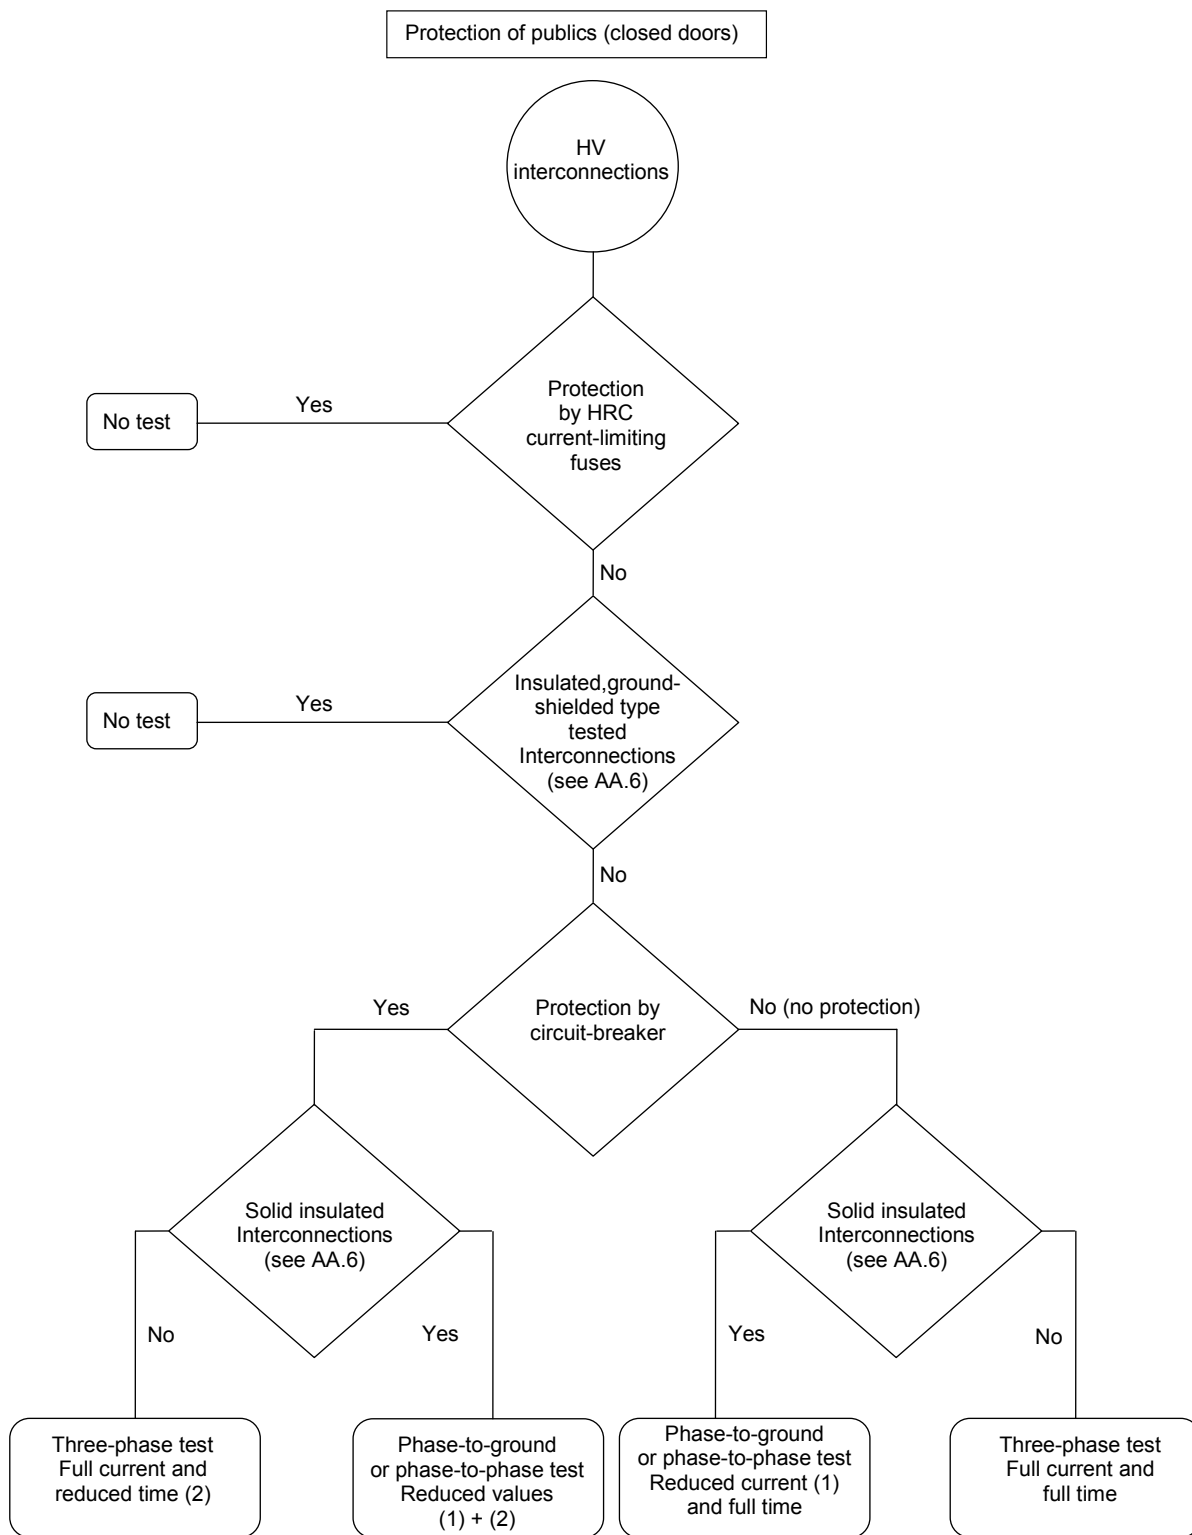 Protection of publics (closed doors)
HV
interconnections
Protection
by HRC
current-limiting
fuses
Yes
No test
No
Insulated,ground-
shielded type
tested
Interconnections
(see AA.6)
Yes
No test
No
Protection by
circuit-breaker
Yes
No (no protection)
Solid insulated
Interconnections
(see AA.6)
Solid insulated
Interconnections
(see AA.6)
No
Yes
Yes
No
Three-phase test
Full current and
reduced time (2)
Phase-to-ground
or phase-to-phase test
Reduced values
(1) + (2)
Phase-to-ground
or phase-to-phase test
Reduced current (1)
and full time
Three-phase test
Full current and
full time